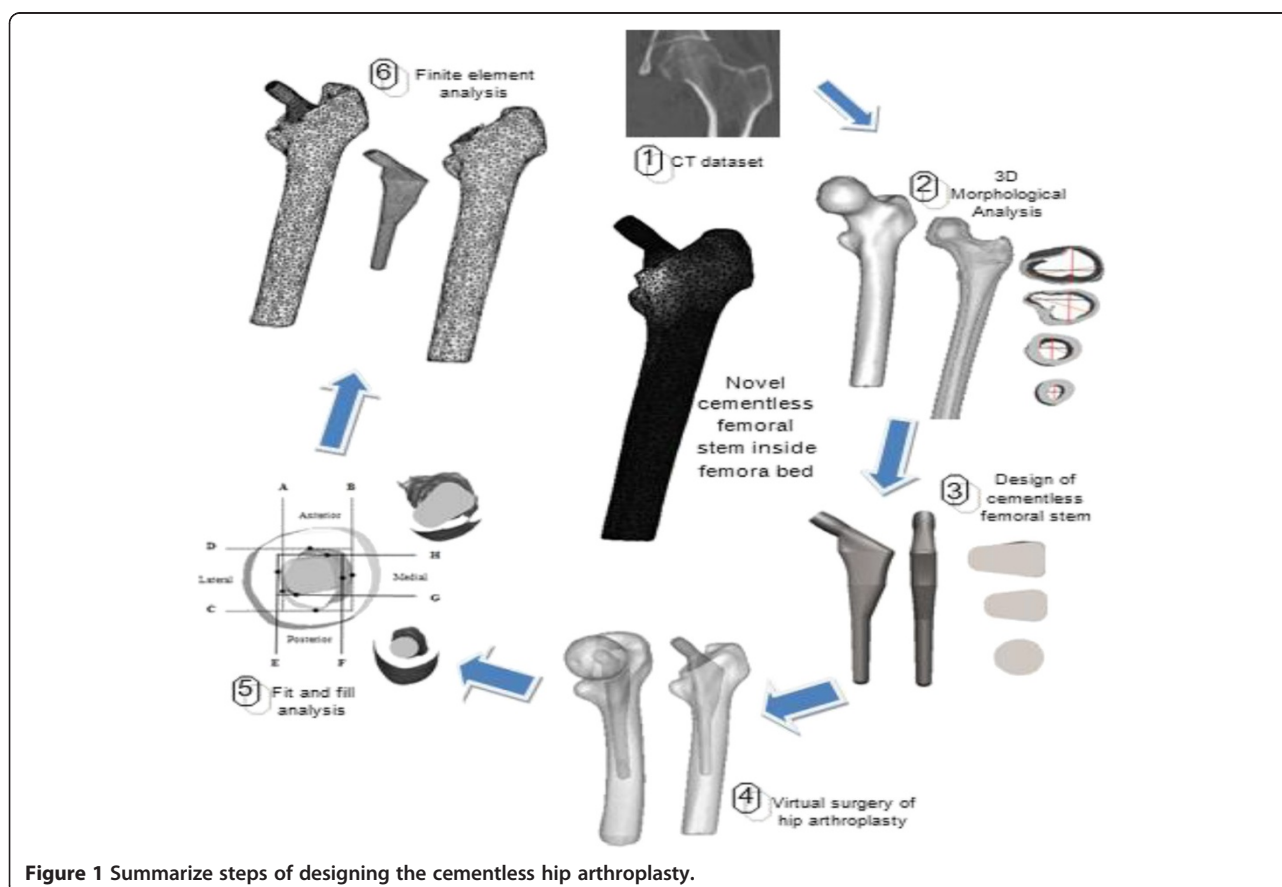 1 CT dataset
2 3D
Morphological
Analysis
3 Design of
cementless
femoral stem
4 Virtual surgery of
hip arthroplasty
5 Fit and fill
analysis
A B
Anterior
D
H
Lateral Medial
G
C
Posterior
E F
6 Finite element
analysis
Novel
cementless
femoral
stem inside
femora bed
Figure 1 Summarize steps of designing the cementless hip arthroplasty.